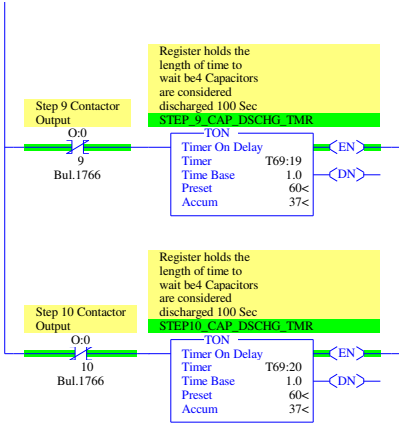 Register holds the
length of time to
wait be4 Capacitors
are considered
discharged 100 Sec
STEP_9_CAP_DSCHG_TMR
Step 9 Contactor
Output
O:0
9
Bul.1766
TON
Timer On Delay
Timer T69:19
Time Base 1.0
Preset 60<
Accum 37<
EN
DN
Register holds the
length of time to
wait be4 Capacitors
are considered
discharged 100 Sec
STEP10_CAP_DSCHG_TMR
Step 10 Contactor
Output
O:0
10
Bul.1766
TON
Timer On Delay
Timer T69:20
Time Base 1.0
Preset 60<
Accum 37<
EN
DN